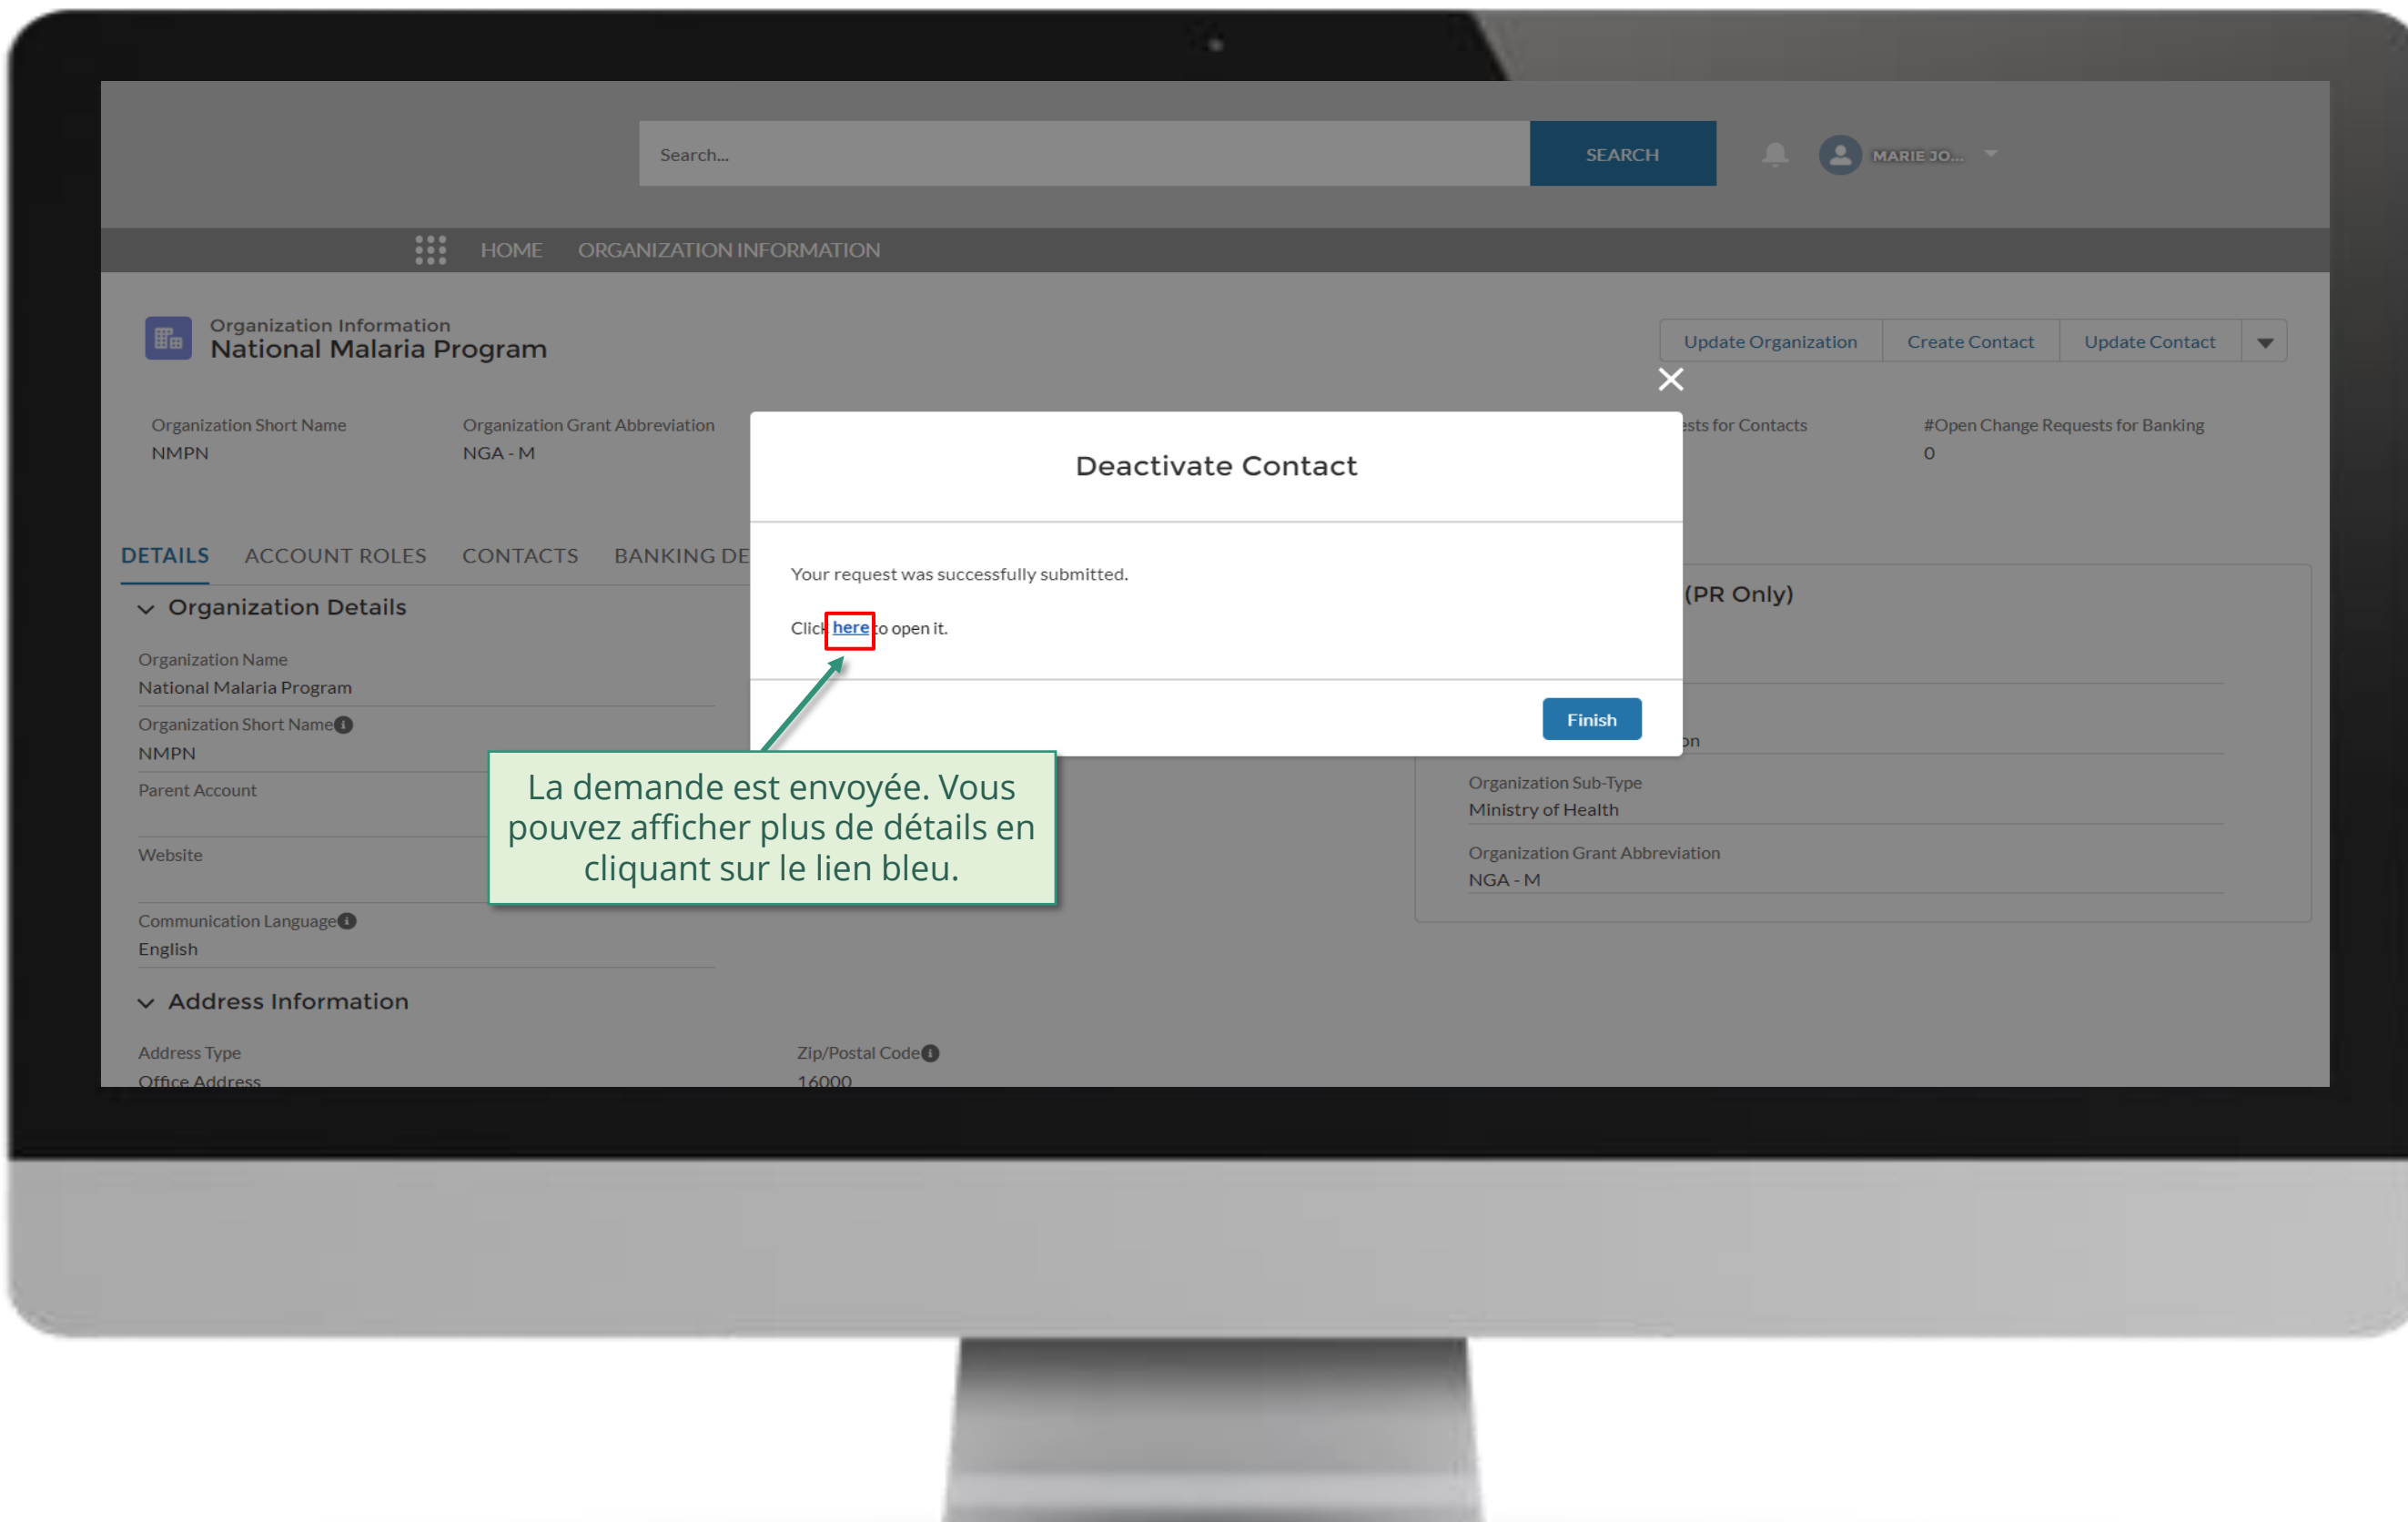 Search...
SEARCH
MARIE JO...
HOME ORGANIZATION INFORMATION
Organization Information
National Malaria Program
Update Organization Create Contact Update Contact
Organization Short Name Organization Grant Abbreviation ests for Contacts #Open Change Requests for Banking
NMPN NGA - M 0
Deactivate Contact
DETAILS ACCOUNT ROLES CONTACTS BANKING DE
Your request was successfully submitted.
Click here to open it.
Finish
(PR Only)
Organization Details
Organization Name
National Malaria Program
Organization Short Name
NMPN
Parent Account
Website
Communication Language
English
La demande est envoyée. Vous
pouvez afficher plus de détails en
cliquant sur le lien bleu.
on
Organization Sub-Type
Ministry of Health
Organization Grant Abbreviation
NGA - M
Address Information
Address Type Zip/Postal Code
Office Address 16000